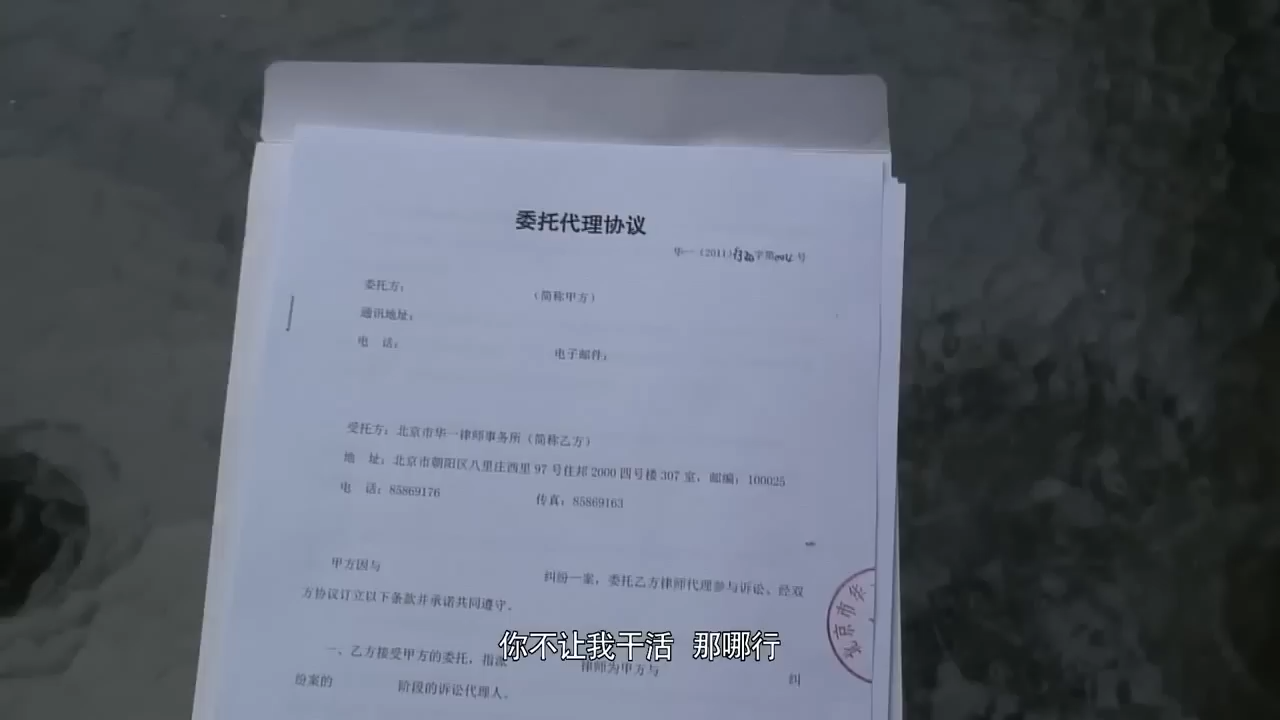 委托代理协议
华一（2011）字第 号
委托方：（简称甲方）
通讯地址：
电 话： 电子邮件：
受托方：北京市华一律师事务所（简称乙方）
地 址：北京市朝阳区八里庄西里97号住邦2000四号楼307室，邮编：100025
电 话：85869176 传真：85869163
甲方因与 纠纷一案，委托乙方律师代理参与诉讼。经双
方协议订立以下条款并承诺共同遵守。
一、乙方接受甲方的委托，指派 律师为甲方与 纠
纷案的 阶段的诉讼代理人。
北京市华
你不让我干活 那哪行